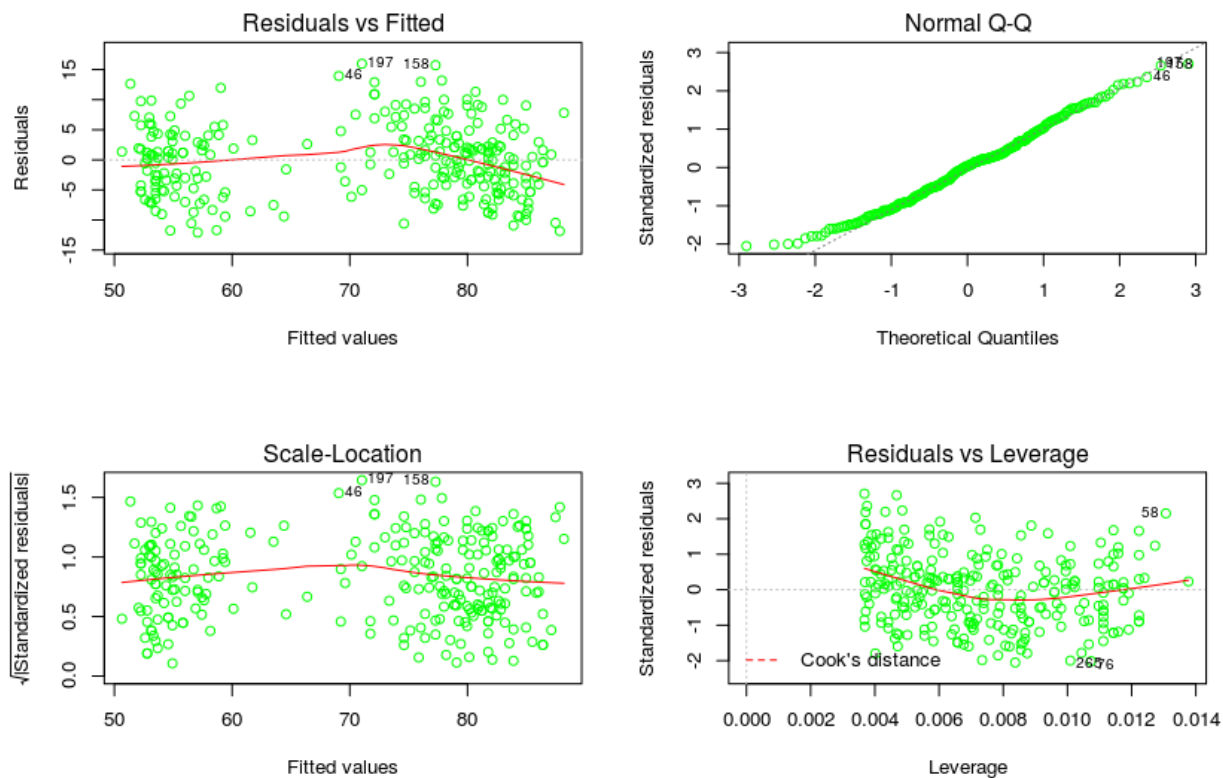 Residuals vs Fitted
Residuals
15
5
0
-5
-15
197
158
46
50 60 70 80
Fitted values
Normal Q-Q
Standardized residuals
3
2
1
0
-1
-2
158
46
-3 -2 -1 0 1 2 3
Theoretical Quantiles
Scale-Location
√|Standardized residuals|
1.5
1.0
0.5
0.0
197
158
46
50 60 70 80
Fitted values
Residuals vs Leverage
Standardized residuals
3
2
1
0
-1
-2
58
265
76
Cook's distance
0.000 0.002 0.004 0.006 0.008 0.010 0.012 0.014
Leverage